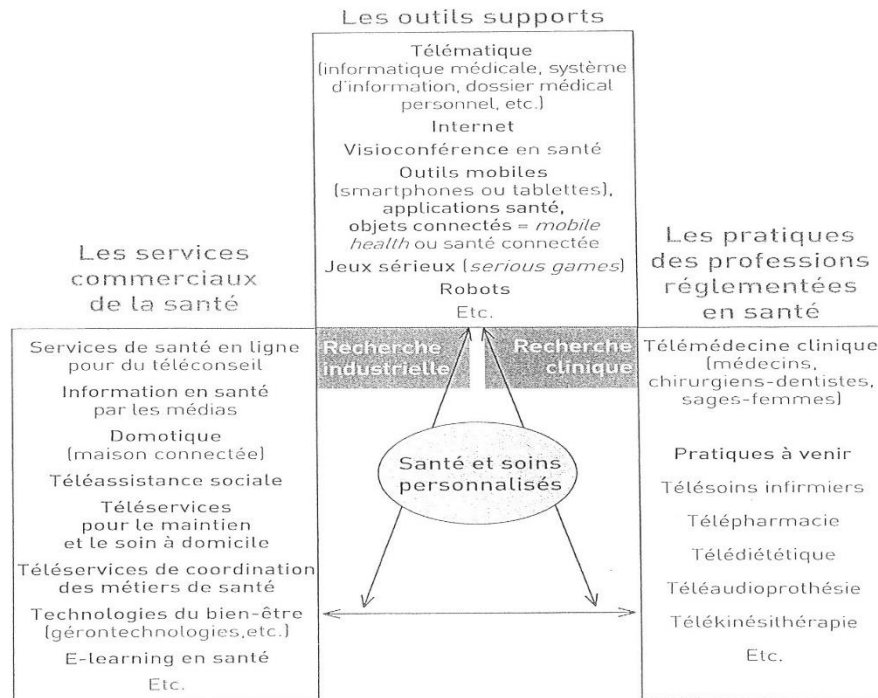 Les outils supports
Télématique
(informatique médicale, système
d'information, dossier médical
personnel, etc.)
Internet
Visioconférence en santé
Outils mobiles
(smartphones ou tablettes),
applications santé,
objets connectés = mobile
health ou santé connectée
Jeux sérieux (serious games)
Robots
Etc.
Les services
commerciaux
de la santé
Services de santé en ligne
pour du téléconseil
Information en santé
par les médias
Domotique
(maison connectée)
Téléassistance sociale
Téléservices
pour le maintien
et le soin à domicile
Téléservices de coordination
des métiers de santé
Technologies du bien-être
(gérontechnologies,etc.)
E-learning en santé
Etc.
Recherche
industrielle
Recherche
clinique
Santé et soins
personnalisés
Les pratiques
des professions
réglementées
en santé
Télémédecine clinique
(médecins,
chirurgiens-dentistes,
sages-femmes)
Pratiques à venir
Télésoins infirmiers
Télépharmacie
Télédiététique
Téléaudioprothésie
Télékinésithérapie
Etc.